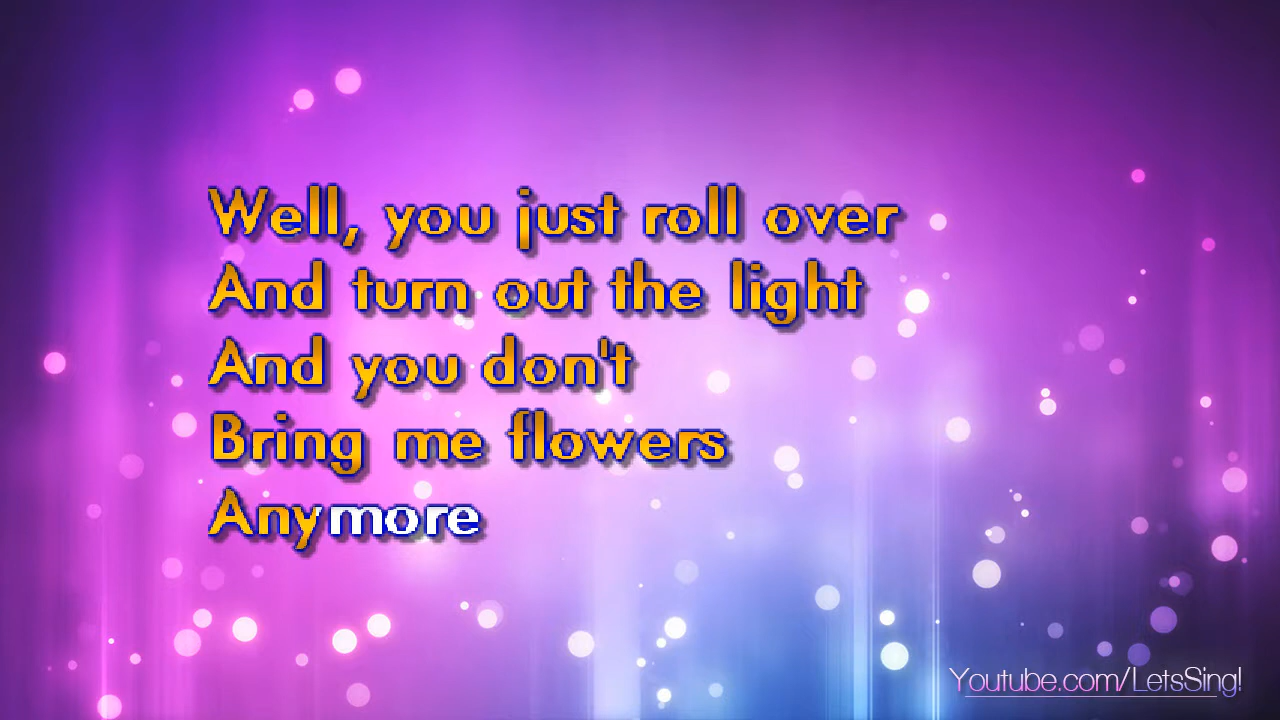 Well, you just roll over
And turn out the light
And you don't
Bring me flowers
Anymore
Youtube.com/LetsSing!